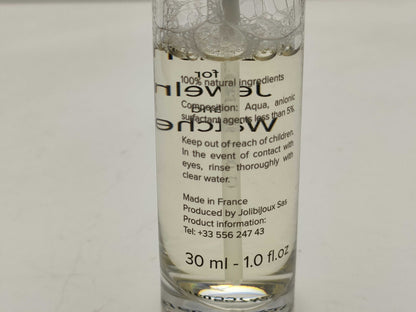 for
100% natural ingredients
Composition: Aqua, anionic
surfactant agents less than 5%.
Keep out of reach of children.
In the event of contact with
eyes, rinse thoroughly with
clear water.
Made in France
Produced by Jolibijoux Sas
Product information:
Tel: +33 556 247 43
30 ml - 1.0 fl.oz